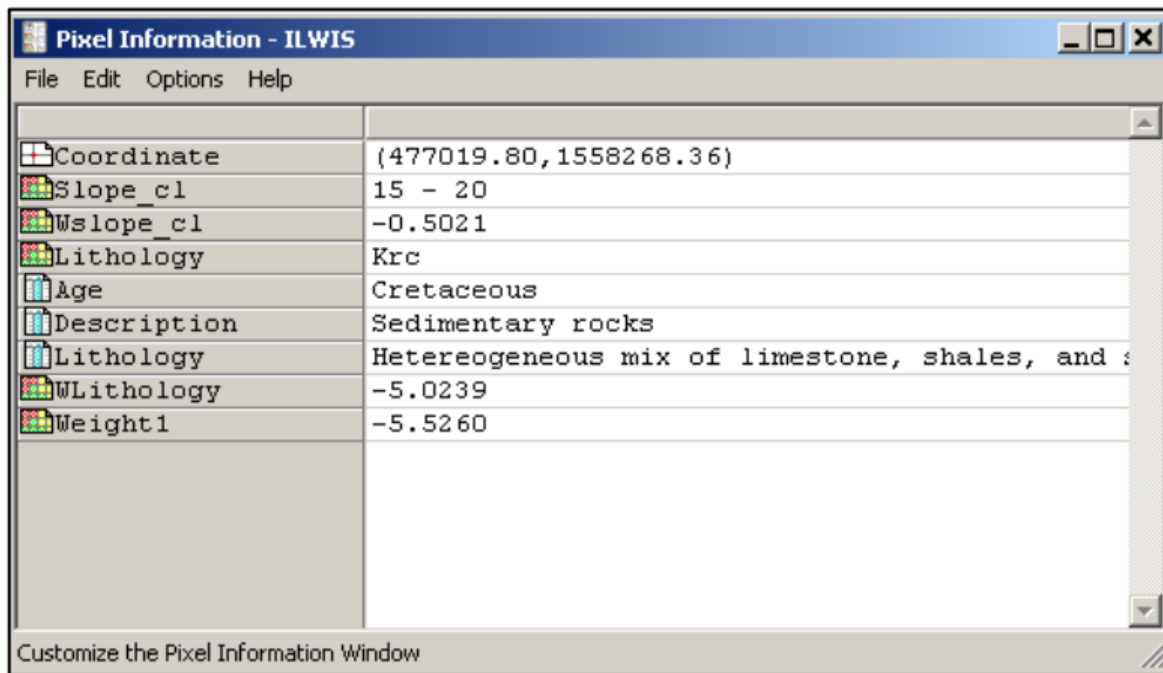 Pixel Information - ILWIS
File Edit Options Help
Coordinate (477019.80,1558268.36)
Slope_cl 15 - 20
Wslope_cl -0.5021
Lithology Krc
Age Cretaceous
Description Sedimentary rocks
Lithology Hetereogeneous mix of limestone, shales, and
WLithology -5.0239
Weight1 -5.5260
Customize the Pixel Information Window